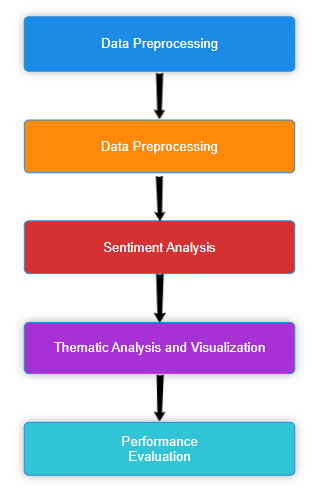 Data Preprocessing
Data Preprocessing
Sentiment Analysis
Thematic Analysis and Visualization
Performance
Evaluation